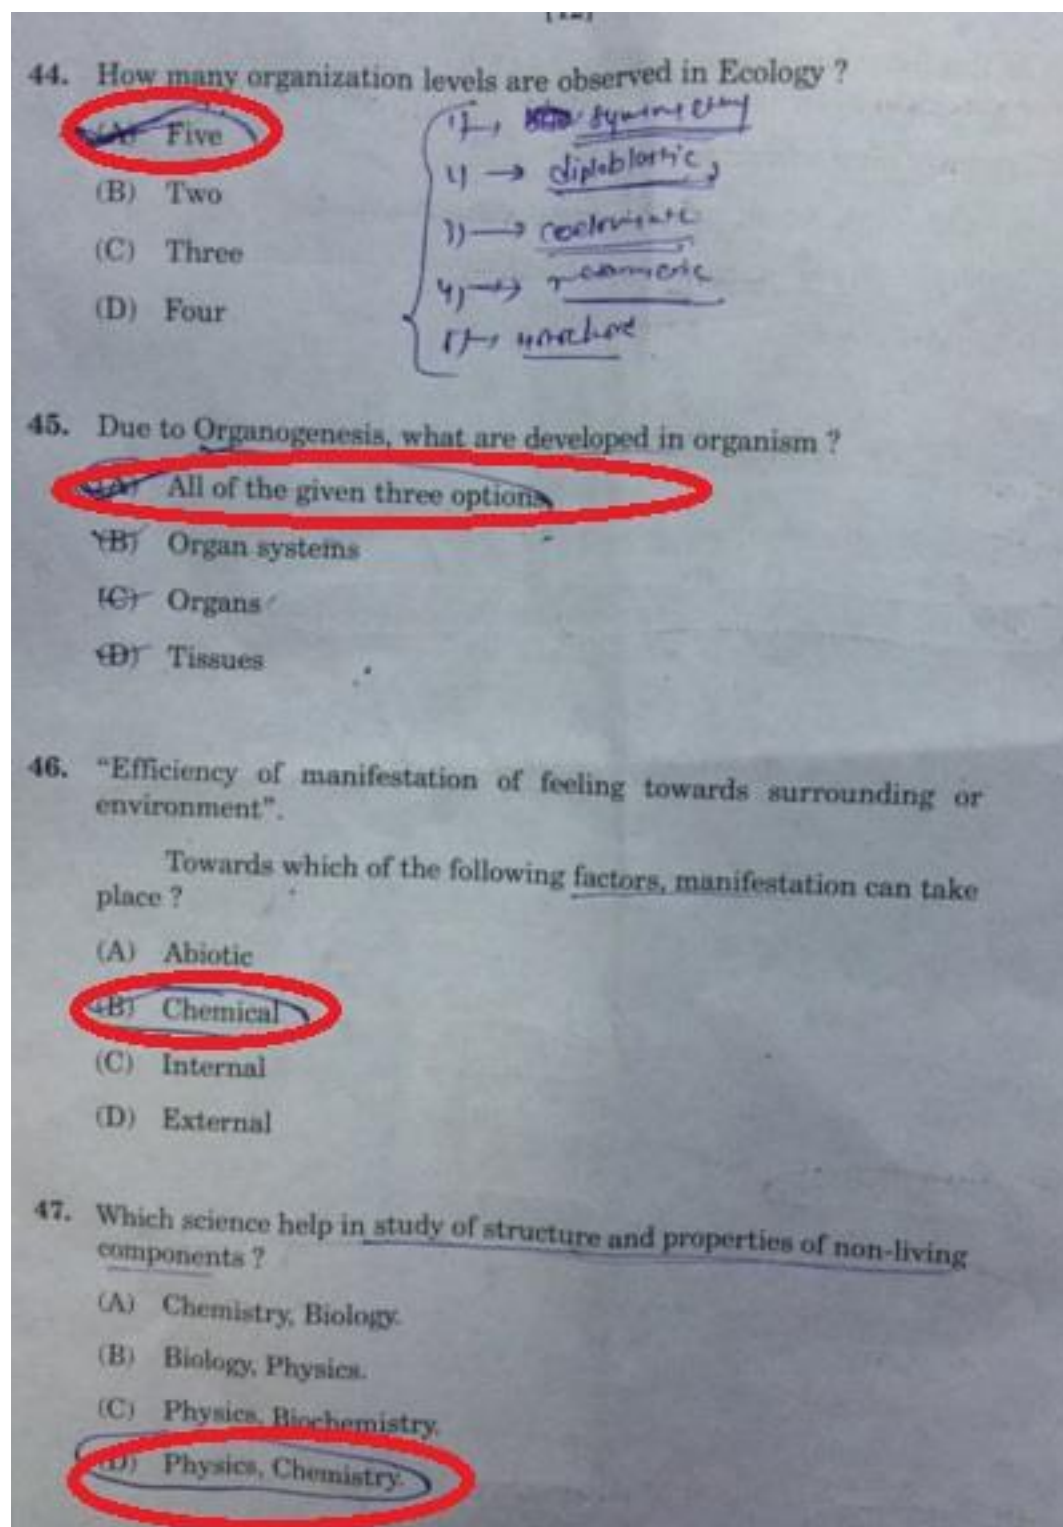 44. How many organization levels are observed in Ecology ?
(A) Five
(B) Two
(C) Three
(D) Four
symmetry
diploblastic,
3) →
4) →
45. Due to Organogenesis, what are developed in organism ?
(A) All of the given three options
(B) Organ systems
(C) Organs
(D) Tissues
46. "Efficiency of manifestation of feeling towards surrounding or
environment".
Towards which of the following factors, manifestation can take
place ?
(A) Abiotic
(B) Chemical
(C) Internal
(D) External
47. Which science help in study of structure and properties of non-living
components ?
(A) Chemistry, Biology.
(B) Biology, Physics.
(C) Physics, Biochemistry.
(D) Physics, Chemistry.